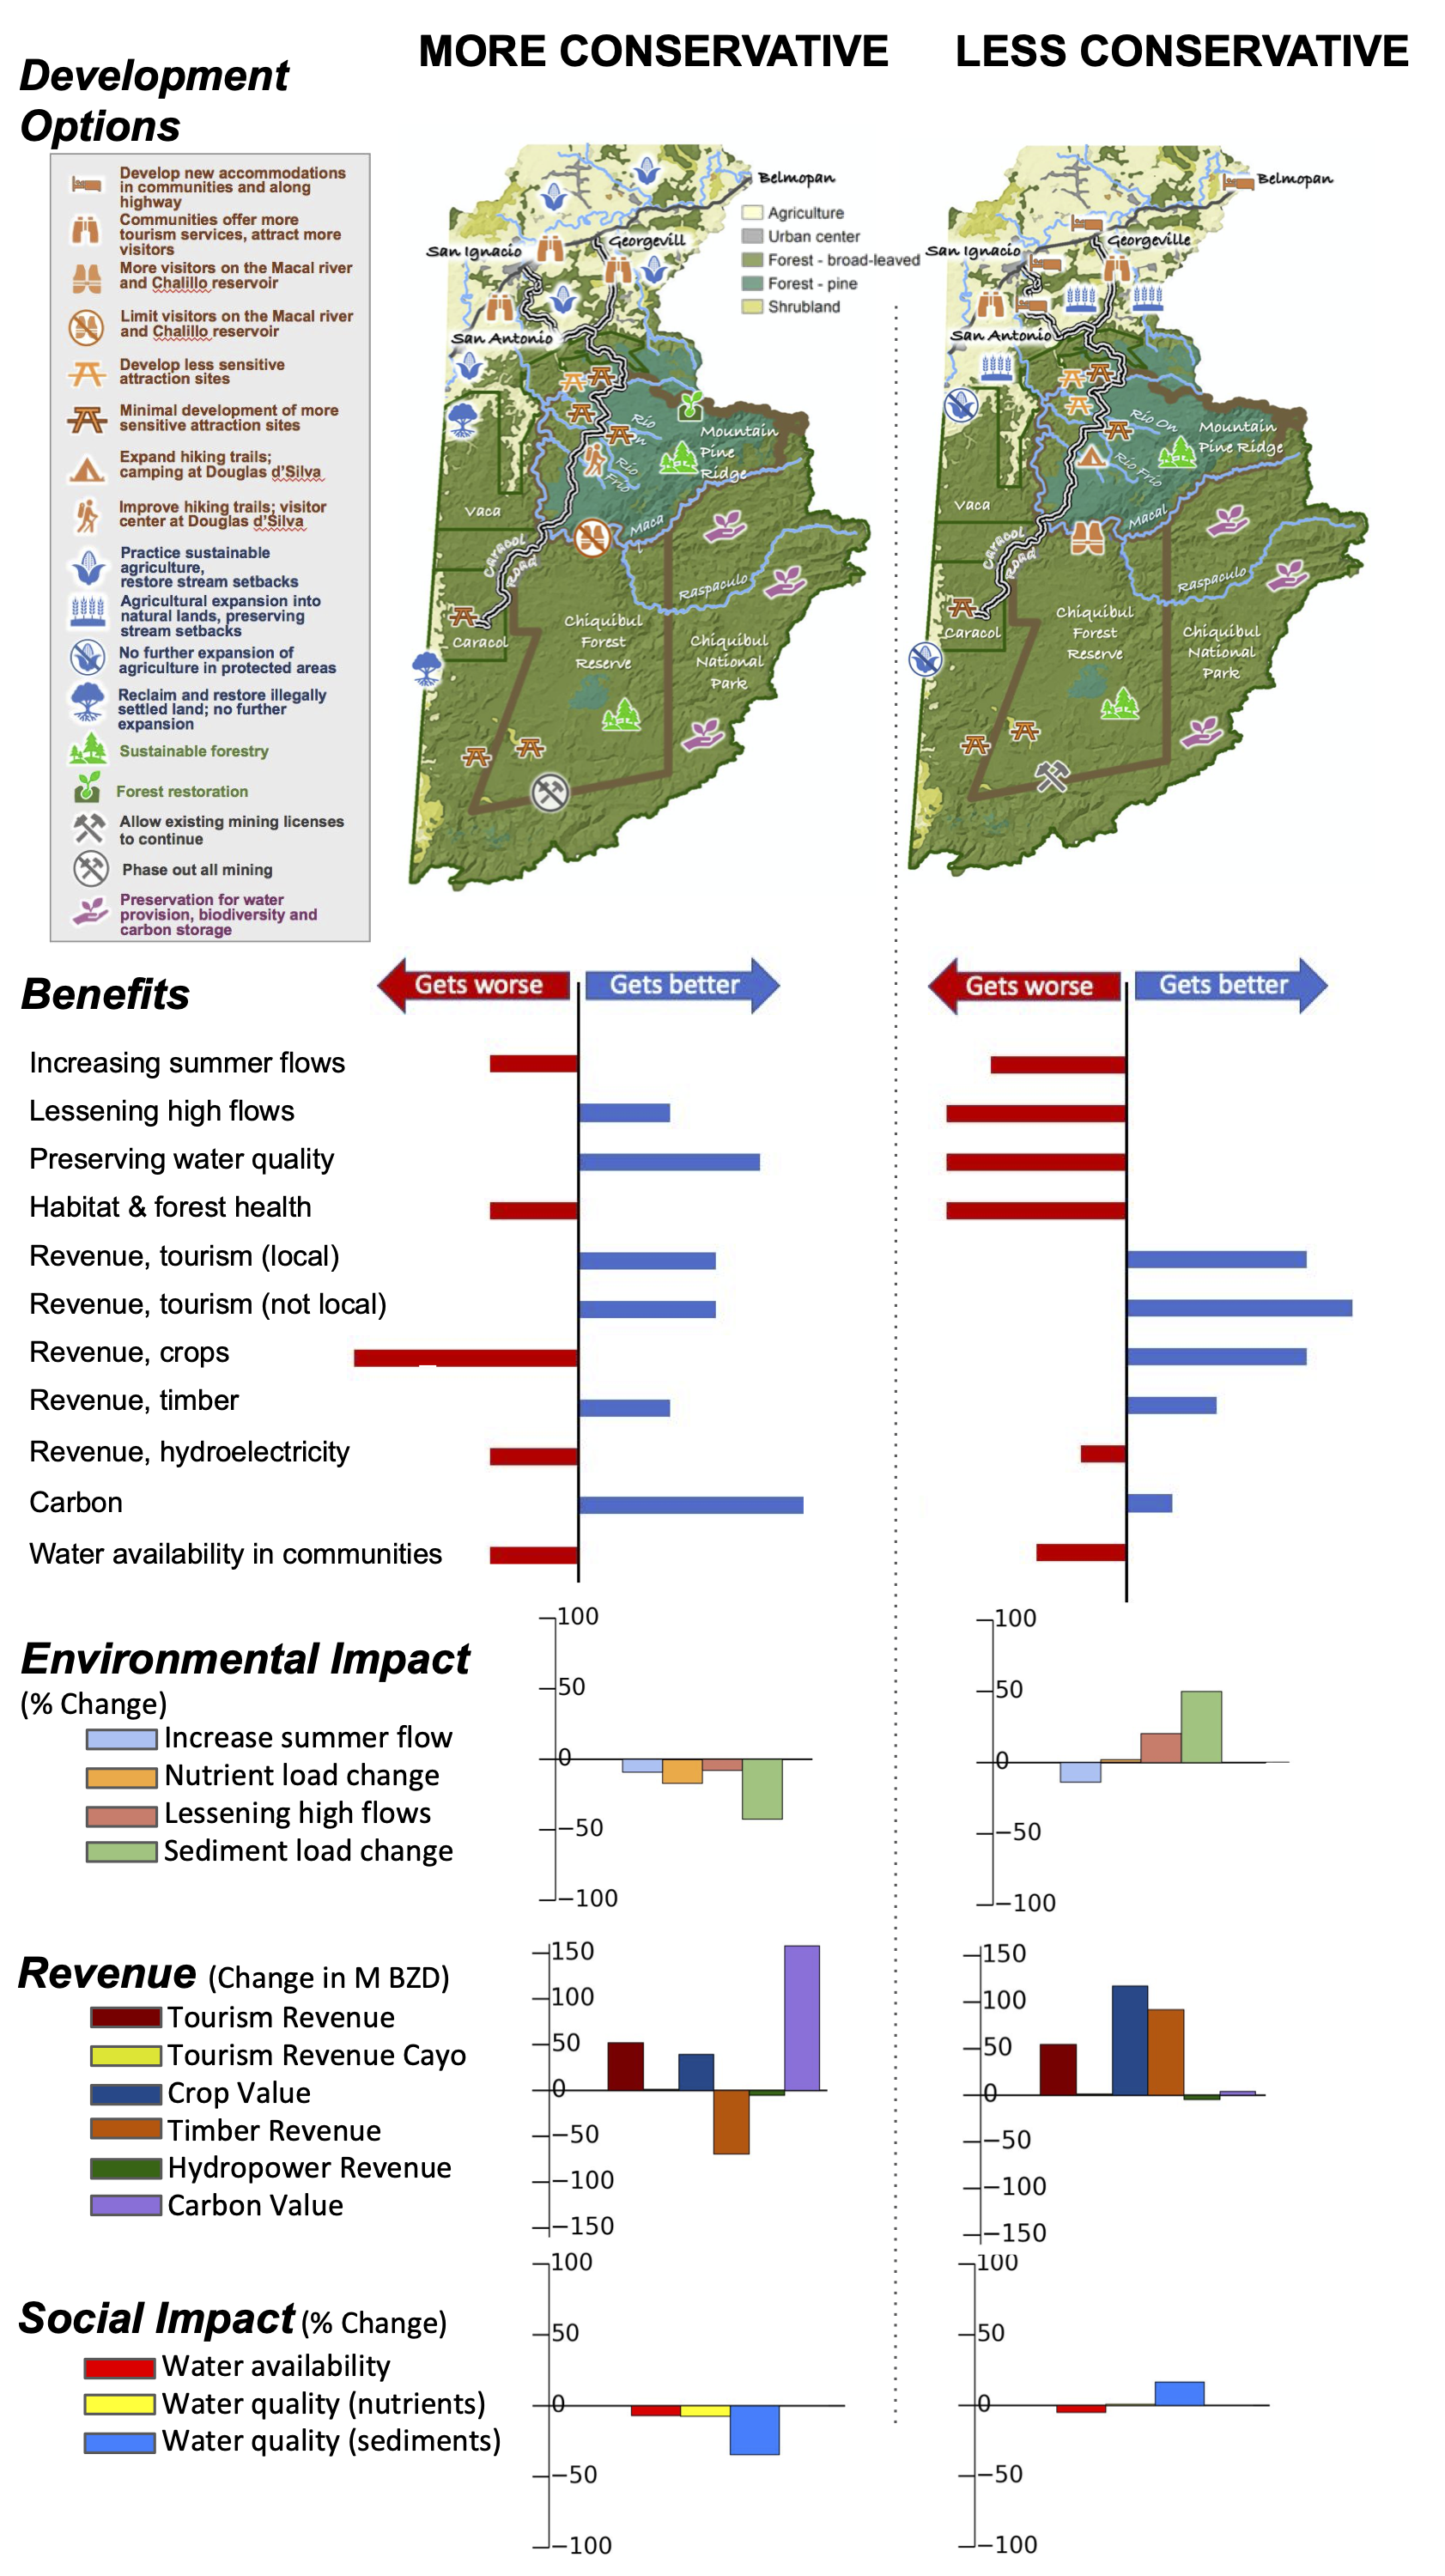 MORE CONSERVATIVE
LESS CONSERVATIVE
Development
Options
Develop new accommodations
in communities and along
highway
Communities offer more
tourism services, attract more
visitors
More visitors on the Macal river
and Chalillo reservoir
Limit visitors on the Macal river
and Chalillo reservoir
Develop less sensitive
attraction sites
Minimal development of more
sensitive attraction sites
Expand hiking trails;
camping at Douglas d'Silva
Improve hiking trails; visitor
center at Douglas d'Silva
Practice sustainable
agriculture,
restore stream setbacks
Agricultural expansion into
natural lands, preserving
stream setbacks
No further expansion of
agriculture in protected areas
Reclaim and restore illegally
settled land; no further
expansion
Sustainable forestry
Forest restoration
Allow existing mining licenses
to continue
Phase out all mining
Preservation for water
provision, biodiversity and
carbon storage
Belmopan
Agriculture
Urban center
Forest - broad-leaved
Forest - pine
Shrubland
San Ignacio
Georgevill
San Antonio
Rio
On
Mountain
Pine
Ridge
Rio
Frio
Vaca
Maca
l
Caracol
Road
Raspaculo
Caracol
Chiquibul
Forest
Reserve
Chiquibul
National
Park
Belmopan
San Ignacio
Georgeville
San Antonio
Rio On
Mountain
Pine Ridge
Rio Frio
Vaca
Macal
Caracol
Road
Raspaculo
Caracol
Chiquibul
Forest
Reserve
Chiquibul
National
Park
Benefits
Gets worse
Gets better
Gets worse
Gets better
Increasing summer flows
Lessening high flows
Preserving water quality
Habitat & forest health
Revenue, tourism (local)
Revenue, tourism (not local)
Revenue, crops
Revenue, timber
Revenue, hydroelectricity
Carbon
Water availability in communities
Environmental Impact
(% Change)
Increase summer flow
Nutrient load change
Lessening high flows
Sediment load change
100
50
0
−50
−100
100
50
0
−50
−100
Revenue (Change in M BZD)
Tourism Revenue
Tourism Revenue Cayo
Crop Value
Timber Revenue
Hydropower Revenue
Carbon Value
150
100
50
0
−50
−100
−150
150
100
50
0
−50
−100
−150
Social Impact (% Change)
Water availability
Water quality (nutrients)
Water quality (sediments)
100
50
0
−50
−100
100
50
0
−50
−100